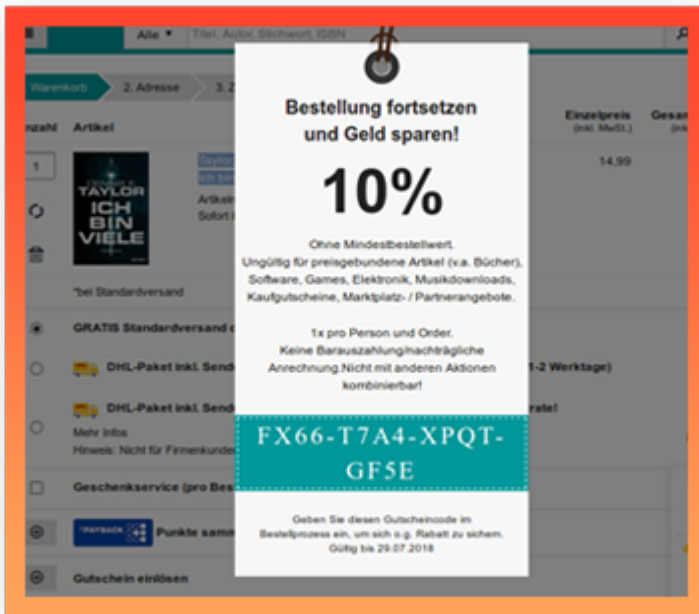 Alle ▼ Titel, Autor, Stichwort, ISBN
Warenkorb 2. Adresse
Bestellung fortsetzen
und Geld sparen!
10%
Ohne Mindestbestellwert.
Ungültig für preisgebundene Artikel (v.a. Bücher),
Software, Games, Elektronik, Musikdownloads,
Kaufgutscheine, Marktplatz- / Partnerangebote.
1x pro Person und Order.
Keine Barauszahlung/nachträgliche
Anrechnung.Nicht mit anderen Aktionen
kombinierbar!
FX66-T7A4-XPQT-
GF5E
Geben Sie diesen Gutscheincode im
Bestellprozess ein, um sich o.g. Rabatt zu sichern.
Gültig bis 29.07.2018
Artikel Einzelpreis
(inkl. MwSt.)
1 14,99
TAYLOR
ICH
BIN
VIELE
*bei Standardversand
GRATIS Standardversand
DHL-Paket inkl. 1-2 Werktage)
DHL-Paket inkl.
Mehr Infos
Hinweis: Nicht für Firmenkunden
Geschenkservice (pro
PAYBACK Punkte
Gutschein einlösen